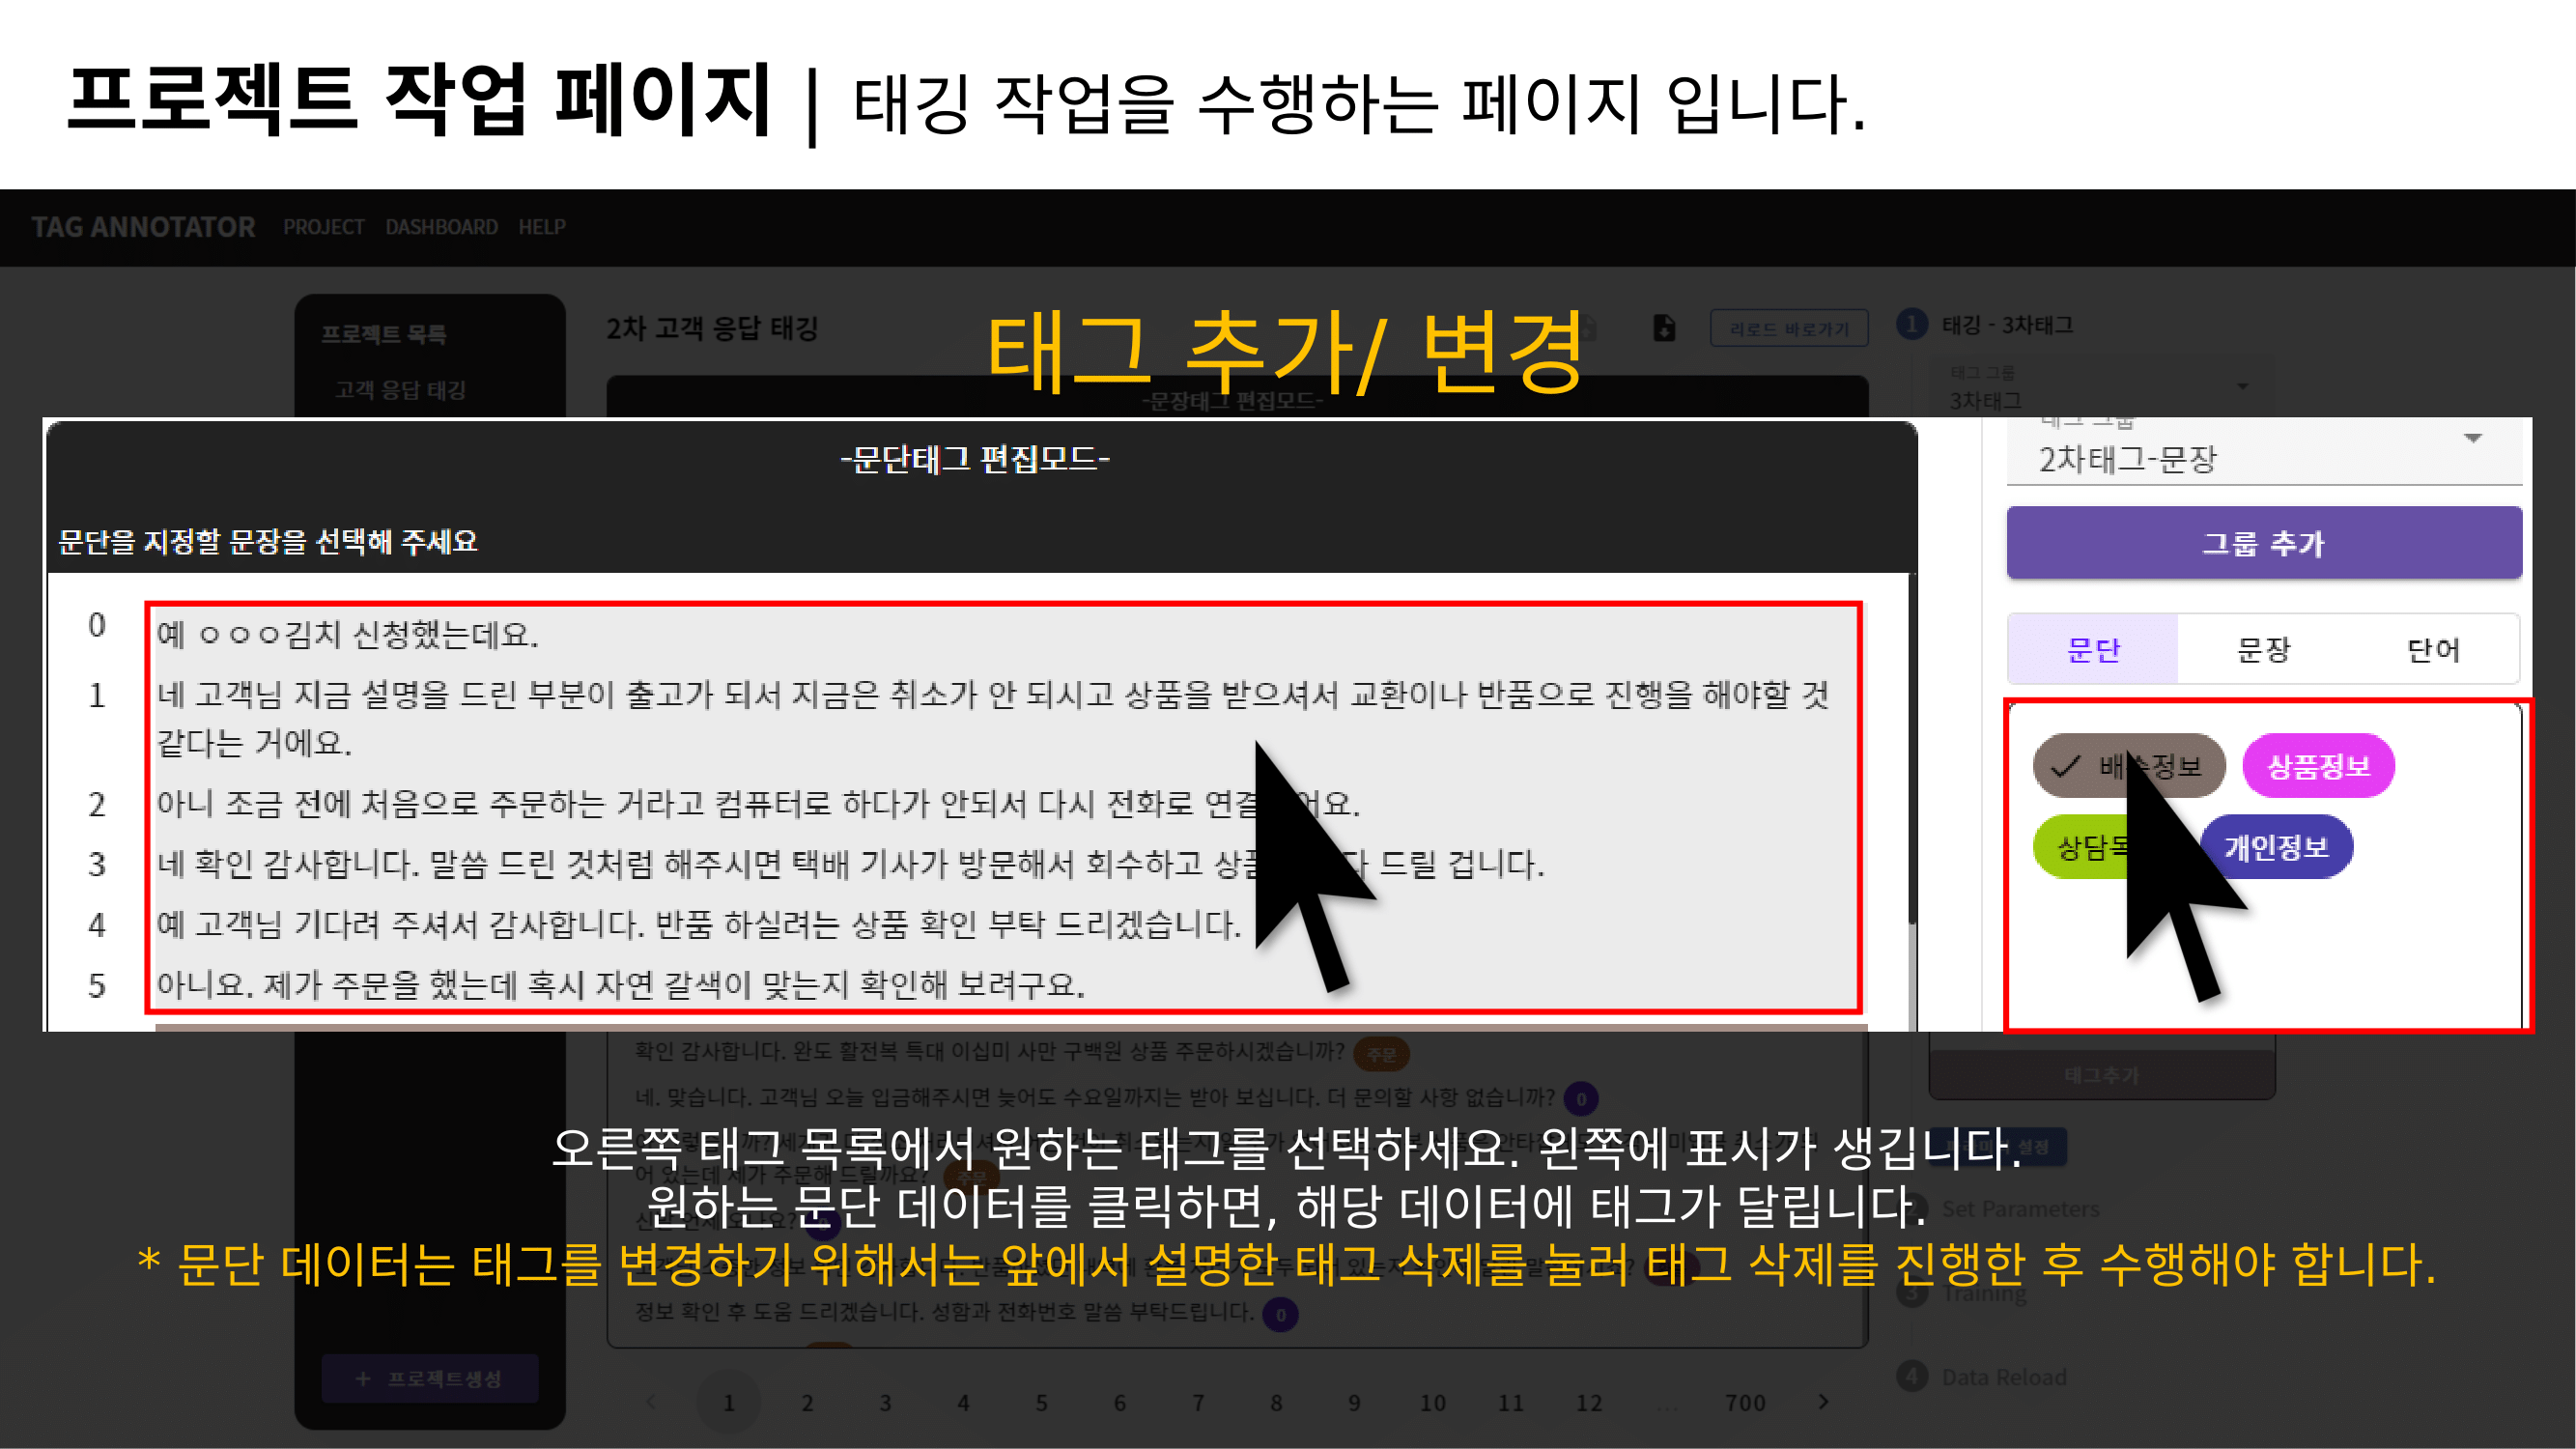 프로젝트 작업 페이지 | 태깅 작업을 수행하는 페이지 입니다.
TAG ANNOTATOR PROJECT DASHBOARD HELP
프로젝트 목록
고객 응답 태깅
2차 고객 응답 태깅
태그 추가/ 변경
리로드 바로가기
1 태깅 - 3차태그
태그 그룹
3차태그
-문장태그 편집모드-
-문단태그 편집모드-
문단을 지정할 문장을 선택해 주세요
0 예 ㅇㅇㅇ김치 신청했는데요.
1 네 고객님 지금 설명을 드린 부분이 출고가 되서 지금은 취소가 안 되시고 상품을 받으셔서 교환이나 반품으로 진행을 해야할 것
같다는 거에요.
2 아니 조금 전에 처음으로 주문하는 거라고 컴퓨터로 하다가 안되서 다시 전화로
3 네 확인 감사합니다. 말씀 드린 것처럼 해주시면 택배 기사가 방문해서 회수하고 드릴 겁니다.
4 예 고객님 기다려 주셔서 감사합니다. 반품 하실려는 상품 확인 부탁 드리겠습니다.
5 아니요. 제가 주문을 했는데 혹시 자연 갈색이 맞는지 확인해 보려구요.
태그 그룹
2차태그-문장
그룹 추가
문단 문장 단어
배송정보 상품정보
개인정보
확인 감사합니다. 완도 활전복 특대 이십미 사만 구백원 상품 주문하시겠습니까? 주문
네. 맞습니다. 고객님 오늘 입금해주시면 늦어도 수요일까지는 받아 보십니다. 더 문의할 사항 없습니까? 0
태그추가
오른쪽 태그 목록에서 원하는 태그를 선택하세요. 왼쪽에 표시가 생깁니다.
설정
어 있는데 제가 주문해 드릴까요? 주문
원하는 문단 데이터를 클릭하면, 해당 데이터에 태그가 달립니다.
Set Parameters
* 문단 데이터는 태그를 변경하기 위해서는 앞에서 설명한 태그 삭제를 눌러 태그 삭제를 진행한 후 수행해야 합니다.
3 Training
정보 확인 후 도움 드리겠습니다. 성함과 전화번호 말씀 부탁드립니다. 0
+ 프로젝트생성
4 Data Reload
1 2 3 4 5 6 7 8 9 10 11 12 ... 700